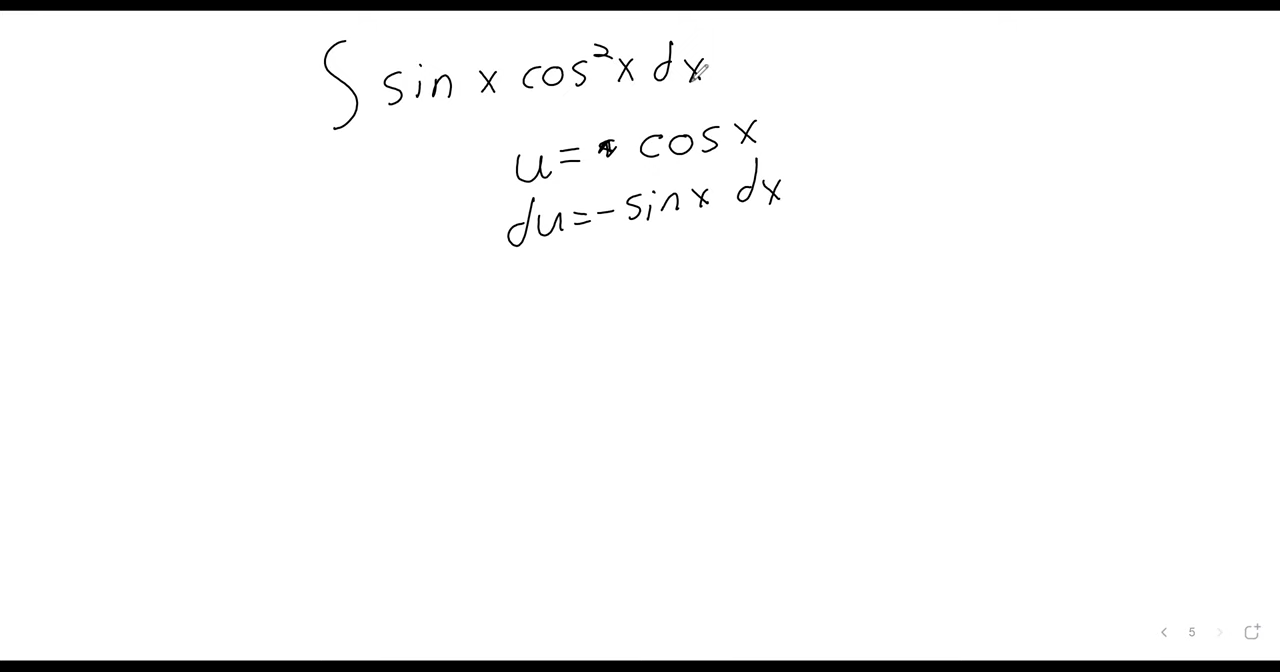 ∫ sin x cos²x dx
u = cos x
du = - sin x dx
5